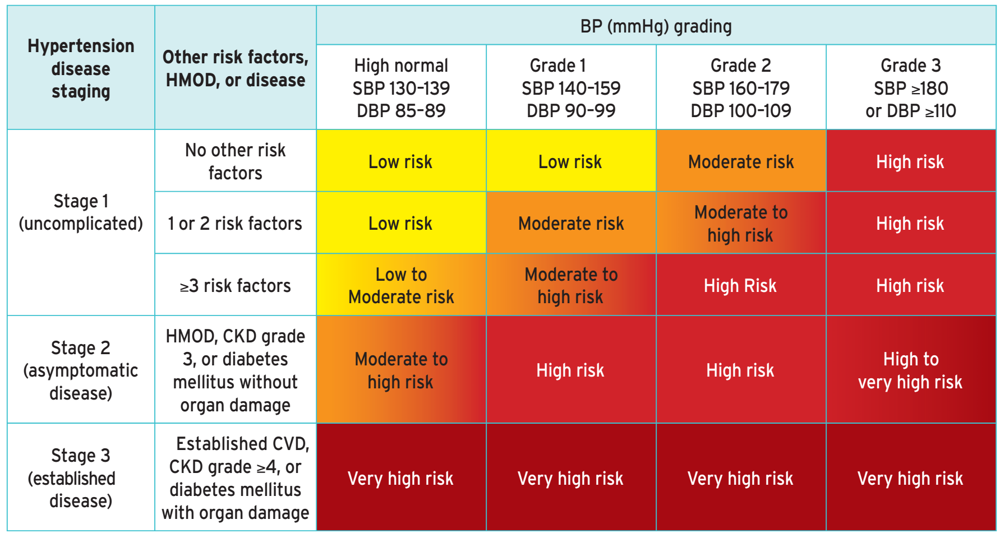 Hypertension
disease
staging
Other risk factors,
HMOD, or disease
BP (mmHg) grading
High normal
SBP 130–139
DBP 85–89
Grade 1
SBP 140–159
DBP 90–99
Grade 2
SBP 160–179
DBP 100–109
Grade 3
SBP ≥180
or DBP ≥110
Stage 1
(uncomplicated)
No other risk
factors
Low risk
Low risk
Moderate risk
High risk
1 or 2 risk factors
Low risk
Moderate risk
Moderate to
high risk
High risk
≥3 risk factors
Low to
Moderate risk
Moderate to
high risk
High Risk
High risk
Stage 2
(asymptomatic
disease)
HMOD, CKD grade
3, or diabetes
mellitus without
organ damage
Moderate to
high risk
High risk
High risk
High to
very high risk
Stage 3
(established
disease)
Established CVD,
CKD grade ≥4, or
diabetes mellitus
with organ damage
Very high risk
Very high risk
Very high risk
Very high risk